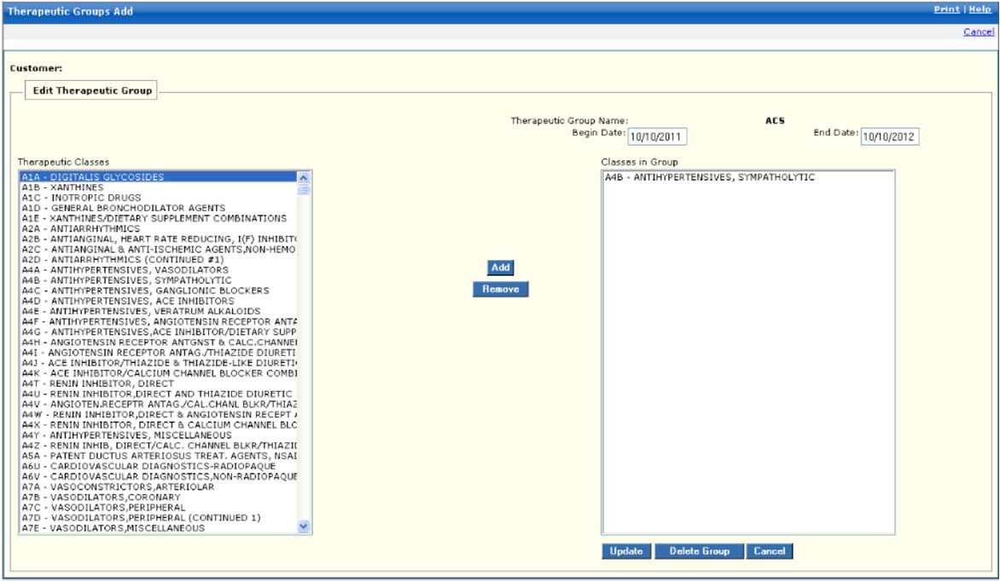 Therapeutic Groups Add
Print | Help
Cancel
Customer:
Edit Therapeutic Group
Therapeutic Group Name: ACS
Begin Date: 10/10/2011 End Date: 10/10/2012
Therapeutic Classes
A1A - DIGITALIS GLYCOSIDES
A1B - XANTHINES
A1C - INOTROPIC DRUGS
A1D - GENERAL BRONCHODILATOR AGENTS
A1E - XANTHINES/DIETARY SUPPLEMENT COMBINATIONS
A2A - ANTIARRHYTHMICS
A2B - ANTIANGINAL, HEART RATE REDUCING, I(F) INHIBIT
A2C - ANTIANGINAL & ANTI-ISCHEMIC AGENTS,NON-HEMO
A2D - ANTIARRHYTHMICS (CONTINUED #1)
A4A - ANTIHYPERTENSIVES, VASODILATORS
A4B - ANTIHYPERTENSIVES, SYMPATHOLYTIC
A4C - ANTIHYPERTENSIVES, GANGLIONIC BLOCKERS
A4D - ANTIHYPERTENSIVES, ACE INHIBITORS
A4E - ANTIHYPERTENSIVES, VERATRUM ALKALOIDS
A4F - ANTIHYPERTENSIVES, ANGIOTENSIN RECEPTOR ANTA
A4G - ANTIHYPERTENSIVES,ACE INHIBITOR/DIETARY SUPP
A4H - ANGIOTENSIN RECEPTOR ANTGNST & CALC.CHANNEL
A4I - ANGIOTENSIN RECEPTOR ANTAG./THIAZIDE DIURETI
A4J - ACE INHIBITOR/THIAZIDE & THIAZIDE-LIKE DIURETI
A4K - ACE INHIBITOR/CALCIUM CHANNEL BLOCKER COMBI
A4T - RENIN INHIBITOR, DIRECT
A4U - RENIN INHIBITOR,DIRECT AND THIAZIDE DIURETIC
A4V - ANGIOTEN.RECEPTR ANTAG./CAL.CHANL BLKR/THIAZ
A4W - RENIN INHIBITOR,DIRECT & ANGIOTENSIN RECEPT A
A4X - RENIN INHIBITOR, DIRECT & CALCIUM CHANNEL BLO
A4Y - ANTIHYPERTENSIVES, MISCELLANEOUS
A4Z - RENIN INHIB, DIRECT/CALC. CHANNEL BLKR/THIAZID
A5A - PATENT DUCTUS ARTERIOSUS TREAT. AGENTS, NSAI
A6U - CARDIOVASCULAR DIAGNOSTICS-RADIOPAQUE
A6V - CARDIOVASCULAR DIAGNOSTICS,NON-RADIOPAQUE
A7A - VASOCONSTRICTORS,ARTERIOLAR
A7B - VASODILATORS,CORONARY
A7C - VASODILATORS,PERIPHERAL
A7D - VASODILATORS,PERIPHERAL (CONTINUED 1)
A7E - VASODILATORS,MISCELLANEOUS
Add
Remove
Classes in Group
A4B - ANTIHYPERTENSIVES, SYMPATHOLYTIC
Update Delete Group Cancel